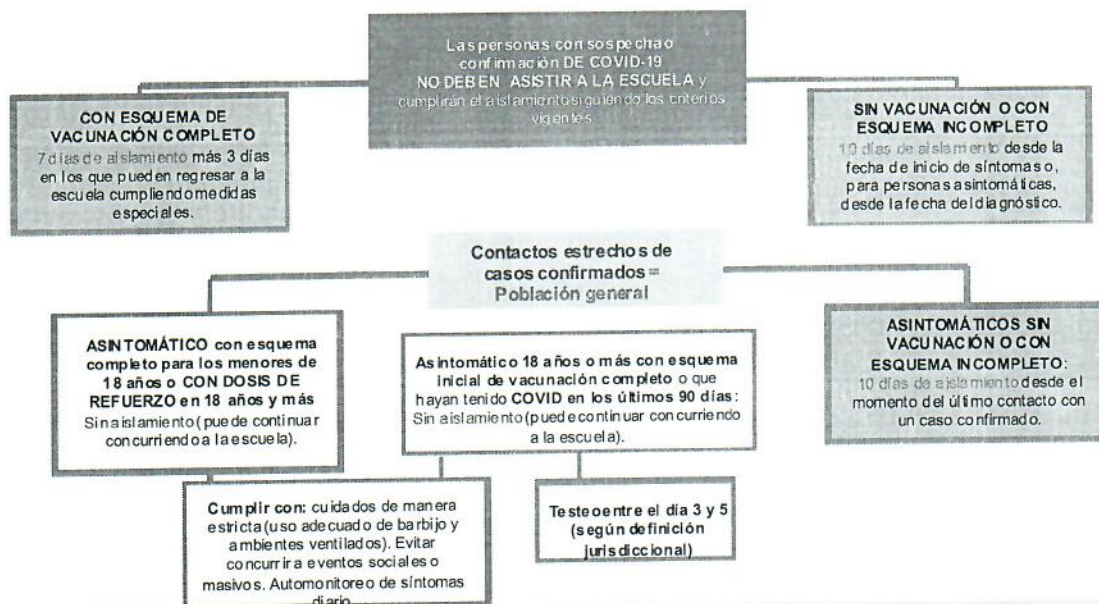 Las personas con sospecha o
confirmación DE COVID-19
NO DEBEN ASISTIR A LA ESCUELA y
cumplirán el aislamiento siguiendo los criterios
vigentes
CON ESQUEMA DE
VACUNACIÓN COMPLETO
7 días de aislamiento más 3 días
en los que pueden regresar a la
escuela cumpliendo medidas
especiales.
SIN VACUNACIÓN O CON
ESQUEMA INCOMPLETO
10 días de aislamiento desde la
fecha de inicio de síntomas o,
para personas asintomáticas,
desde la fecha del diagnóstico.
Contactos estrechos de
casos confirmados =
Población general
ASINTOMÁTICO con esquema
completo para los menores de
18 años o CON DOSIS DE
REFUERZO en 18 años y más
Sin aislamiento (puede continuar
concurriendo a la escuela).
Asintomático 18 años o más con esquema
Inicial de vacunación completo o que
hayan tenido COVID en los últimos 90 días:
Sin aislamiento (puede continuar concurriendo
a la escuela).
ASINTOMÁTICOS SIN
VACUNACIÓN O CON
ESQUEMA INCOMPLETO:
10 días de aislamiento desde el
momento del último contacto con
un caso confirmado.
Cumplir con: cuidados de manera
estricta (uso adecuado de barbijo y
ambientes ventilados). Evitar
concurrir a eventos sociales o
masivos. Automonitoreo de síntomas
diario
Testeo entre el día 3 y 5
(según definición
jurisdiccional)